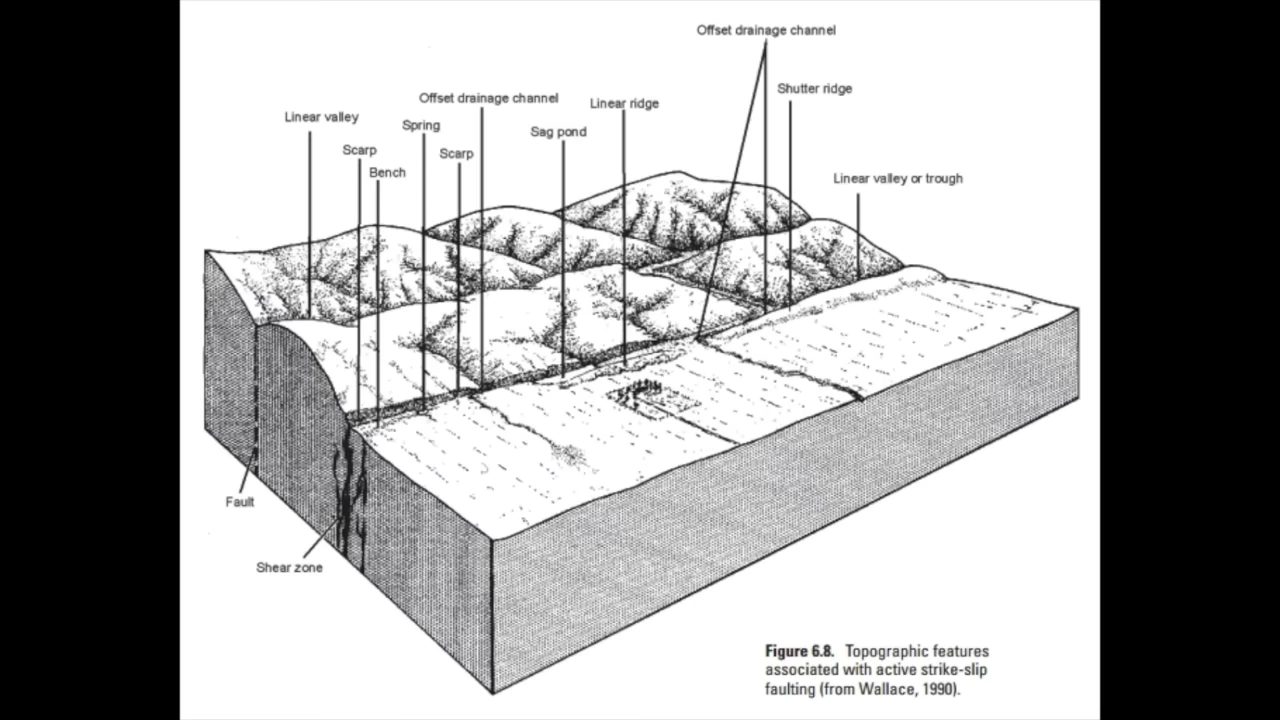 Offset drainage channel
Shutter ridge
Offset drainage channel
Linear ridge
Linear valley
Spring
Sag pond
Scarp
Scarp
Bench
Linear valley or trough
Fault
Shear zone
Figure 6.8. Topographic features
associated with active strike-slip
faulting (from Wallace, 1990).